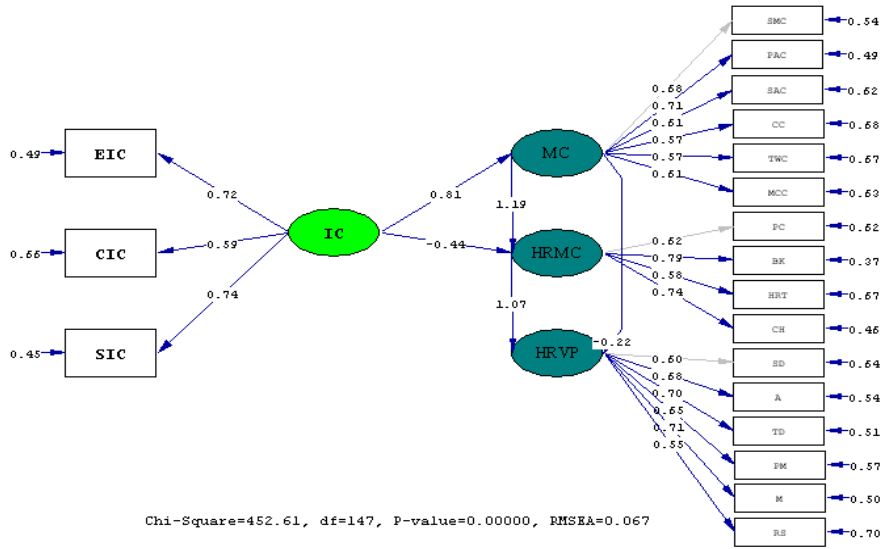 SMC
0.54
PAC
0.49
SAC
0.62
CC
0.68
TWC
0.67
MCC
0.63
PC
0.62
BK
0.37
HRT
0.67
CH
0.46
SD
0.64
A
0.54
TD
0.51
PM
0.57
M
0.50
RS
0.70
0.68
0.71
0.61
0.57
0.57
0.61
0.62
0.79
0.58
0.74
0.60
0.68
0.70
0.65
0.71
0.55
0.49
EIC
0.66
CIC
0.45
SIC
0.72
0.59
0.74
IC
0.81
-0.44
MC
1.19
HRMC
1.07
HRVP
-0.22
Chi-Square=452.61, df=147, P-value=0.00000, RMSEA=0.067